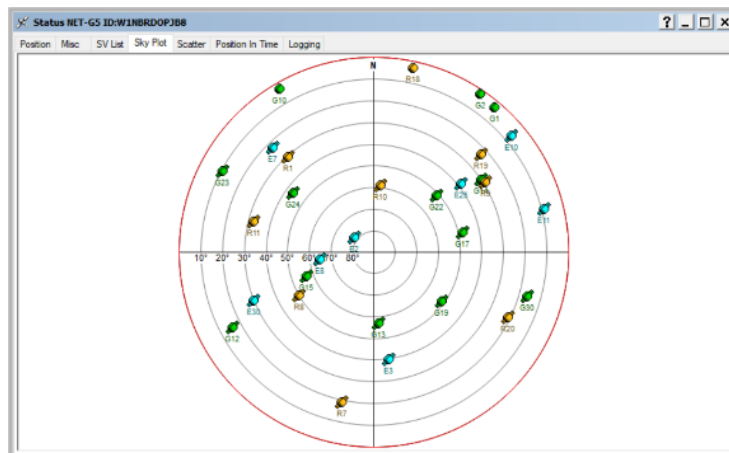 Status NET-G5 ID:W1NBRDOPJB8
Position Misc SV List Sky Plot Scatter Position In Time Logging
N
R18
G10
G2
G1
E10
E7
R1
R19
G23
G24
R10
E26
R9
G22
E11
R11
G17
E2
10° 20° 30° 40° 50° 60° 70° 80°
E8
G15
R8
E30
G30
G19
R20
G12
G13
E3
R7